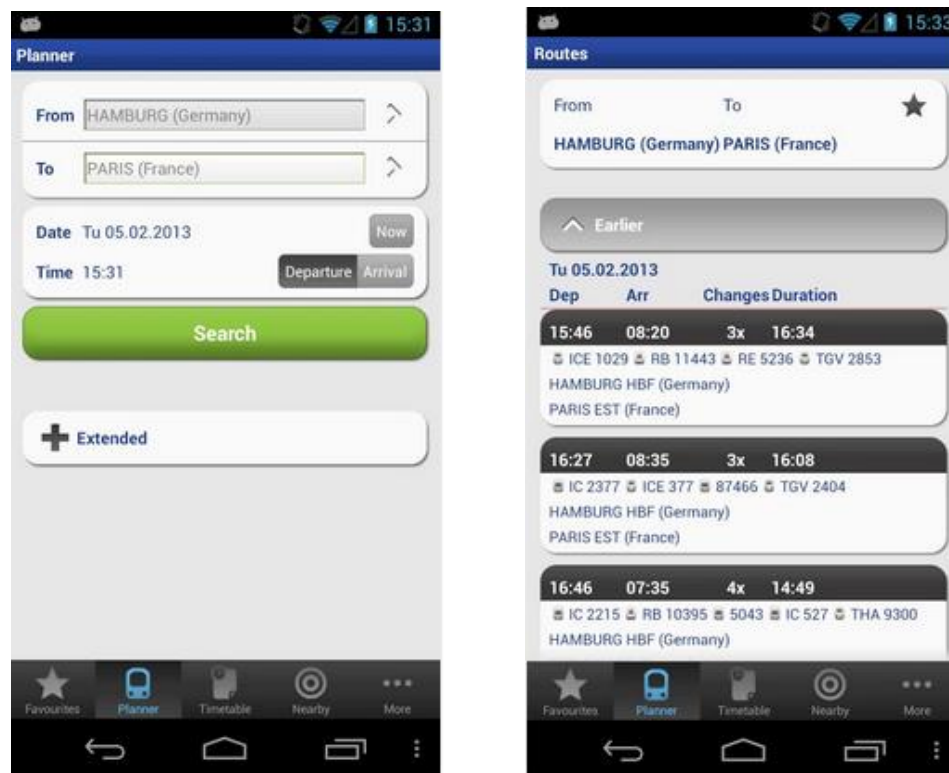 15:31
Planner
From HAMBURG (Germany)
To PARIS (France)
Date Tu 05.02.2013 Now
Time 15:31 Departure Arrival
Search
Extended
Favourites Planner Timetable Nearby More
15:33
Routes
From To
HAMBURG (Germany) PARIS (France)
Earlier
Tu 05.02.2013
Dep Arr Changes Duration
15:46 08:20 3x 16:34
ICE 1029 RB 11443 RE 5236 TGV 2853
HAMBURG HBF (Germany)
PARIS EST (France)
16:27 08:35 3x 16:08
IC 2377 ICE 377 87466 TGV 2404
HAMBURG HBF (Germany)
PARIS EST (France)
16:46 07:35 4x 14:49
IC 2215 RB 10395 5043 IC 527 THA 9300
HAMBURG HBF (Germany)
Favourites Planner Timetable Nearby More